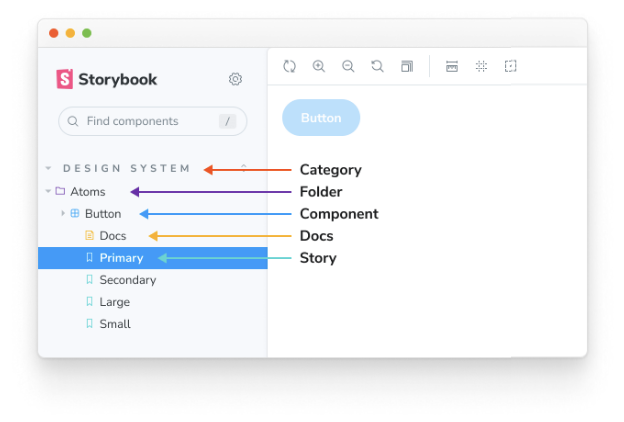 Storybook
Find components /
Button
DESIGN SYSTEM
Category
Atoms
Folder
Button
Component
Docs
Docs
Primary
Story
Secondary
Large
Small